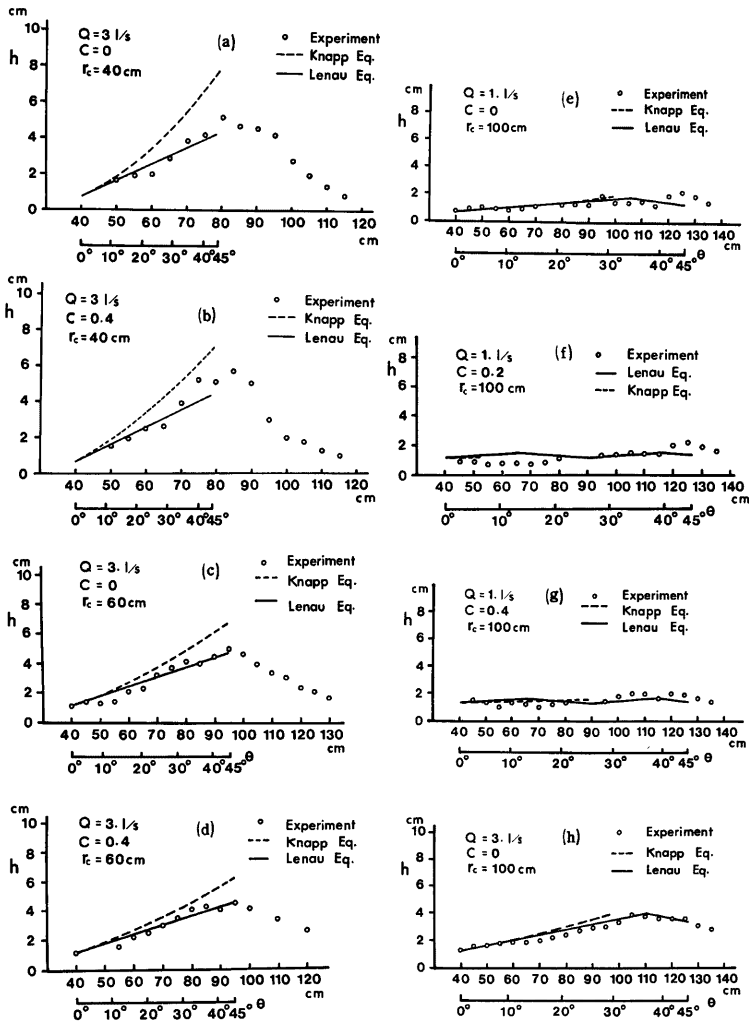 cm
10
8
6
4
2
0
h
Q = 3 l/s
C = 0
rc = 40 cm
(a)
Experiment
Knapp Eq.
Lenau Eq.
40 50 60 70 80 90 100 110 120
cm
0° 10° 20° 30° 40° 45°
cm
10
8
6
4
2
0
h
Q = 3 l/s
C = 0.4
rc = 40 cm
(b)
Experiment
Knapp Eq.
Lenau Eq.
40 50 60 70 80 90 100 110 120
cm
0° 10° 20° 30° 40° 45°
cm
10
8
6
4
2
0
h
Q = 3. l/s
C = 0
rc = 60cm
(c)
Experiment
Knapp Eq.
Lenau Eq.
40 50 60 70 80 90 100 110 120 130
cm
0° 10° 20° 30° 40° 45° θ
cm
10
8
6
4
2
0
h
Q = 3. l/s
C = 0.4
rc = 60cm
(d)
Experiment
Knapp Eq.
Lenau Eq.
40 50 60 70 80 90 100 110 120
cm
0° 10° 20° 30° 40° 45° θ
cm
8
6
4
2
0
h
Q = 1. l/s
C = 0
rc = 100cm
(e)
Experiment
Knapp Eq.
Lenau Eq.
40 50 60 70 80 90 100 110 120 130 140
cm
0° 10° 20° 30° 40° 45° θ
cm
8
6
4
2
0
h
Q = 1. l/s
C = 0.2
rc = 100 cm
(f)
Experiment
Lenau Eq.
Knapp Eq.
40 50 60 70 80 90 100 110 120 130 140
cm
0° 10° 20° 30° 40° 45° θ
cm
8
6
4
2
0
h
Q = 1. l/s
C = 0.4
rc = 100cm
(g)
Experiment
Knapp Eq.
Lenau Eq.
40 50 60 70 80 90 100 110 120 130 140
cm
0° 10° 20° 30° 40° 45° θ
cm
10
8
6
4
2
0
h
Q = 3. l/s
C = 0
rc = 100 cm
(h)
Experiment
Knapp Eq.
Lenau Eq.
40 50 60 70 80 90 100 110 120 130 140
cm
0° 10° 20° 30° 40° 45° θ